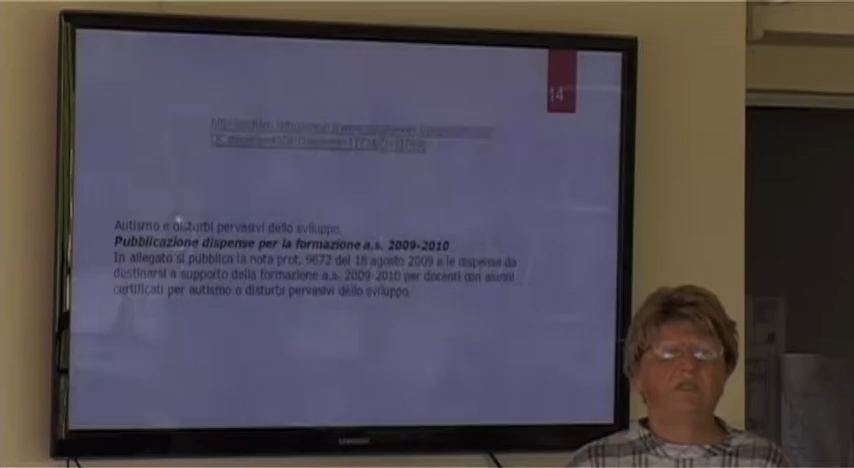 14
Autismo e disturbi pervasivi dello sviluppo
Pubblicazione dispense per la formazione a.s. 2009-2010
In allegato si pubblica la nota prot. 9672 del 18 agosto 2009 e le dispense da
destinarsi a supporto della formazione a.s. 2009-2010 per docenti con alunni
certificati per autismo o disturbi pervasivi dello sviluppo.
SAMSUNG